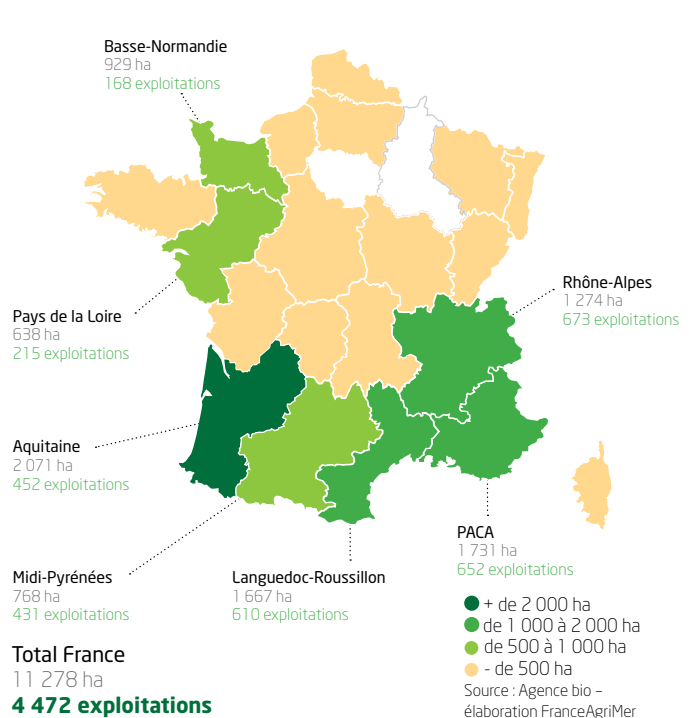 Basse-Normandie
929 ha
168 exploitations
Rhône-Alpes
1 274 ha
673 exploitations
Pays de la Loire
638 ha
215 exploitations
Aquitaine
2 071 ha
452 exploitations
PACA
1 731 ha
652 exploitations
Midi-Pyrénées
768 ha
431 exploitations
Languedoc-Roussillon
1 667 ha
610 exploitations
+ de 2 000 ha
de 1 000 à 2 000 ha
de 500 à 1 000 ha
- de 500 ha
Source : Agence bio –
élaboration FranceAgriMer
Total France
11 278 ha
4 472 exploitations